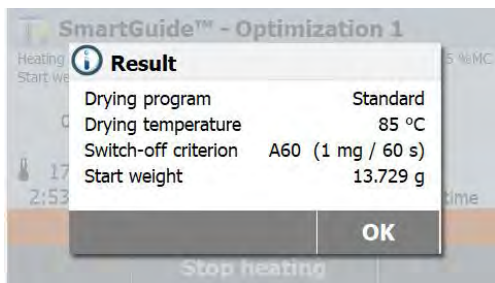 SmartGuide™ - Optimization 1
Heating
5 %MC
Start we
Result
Drying program Standard
Drying temperature 85 °C
Switch-off criterion A60 (1 mg / 60 s)
Start weight 13.729 g
17
2:53
time
OK
Stop heating